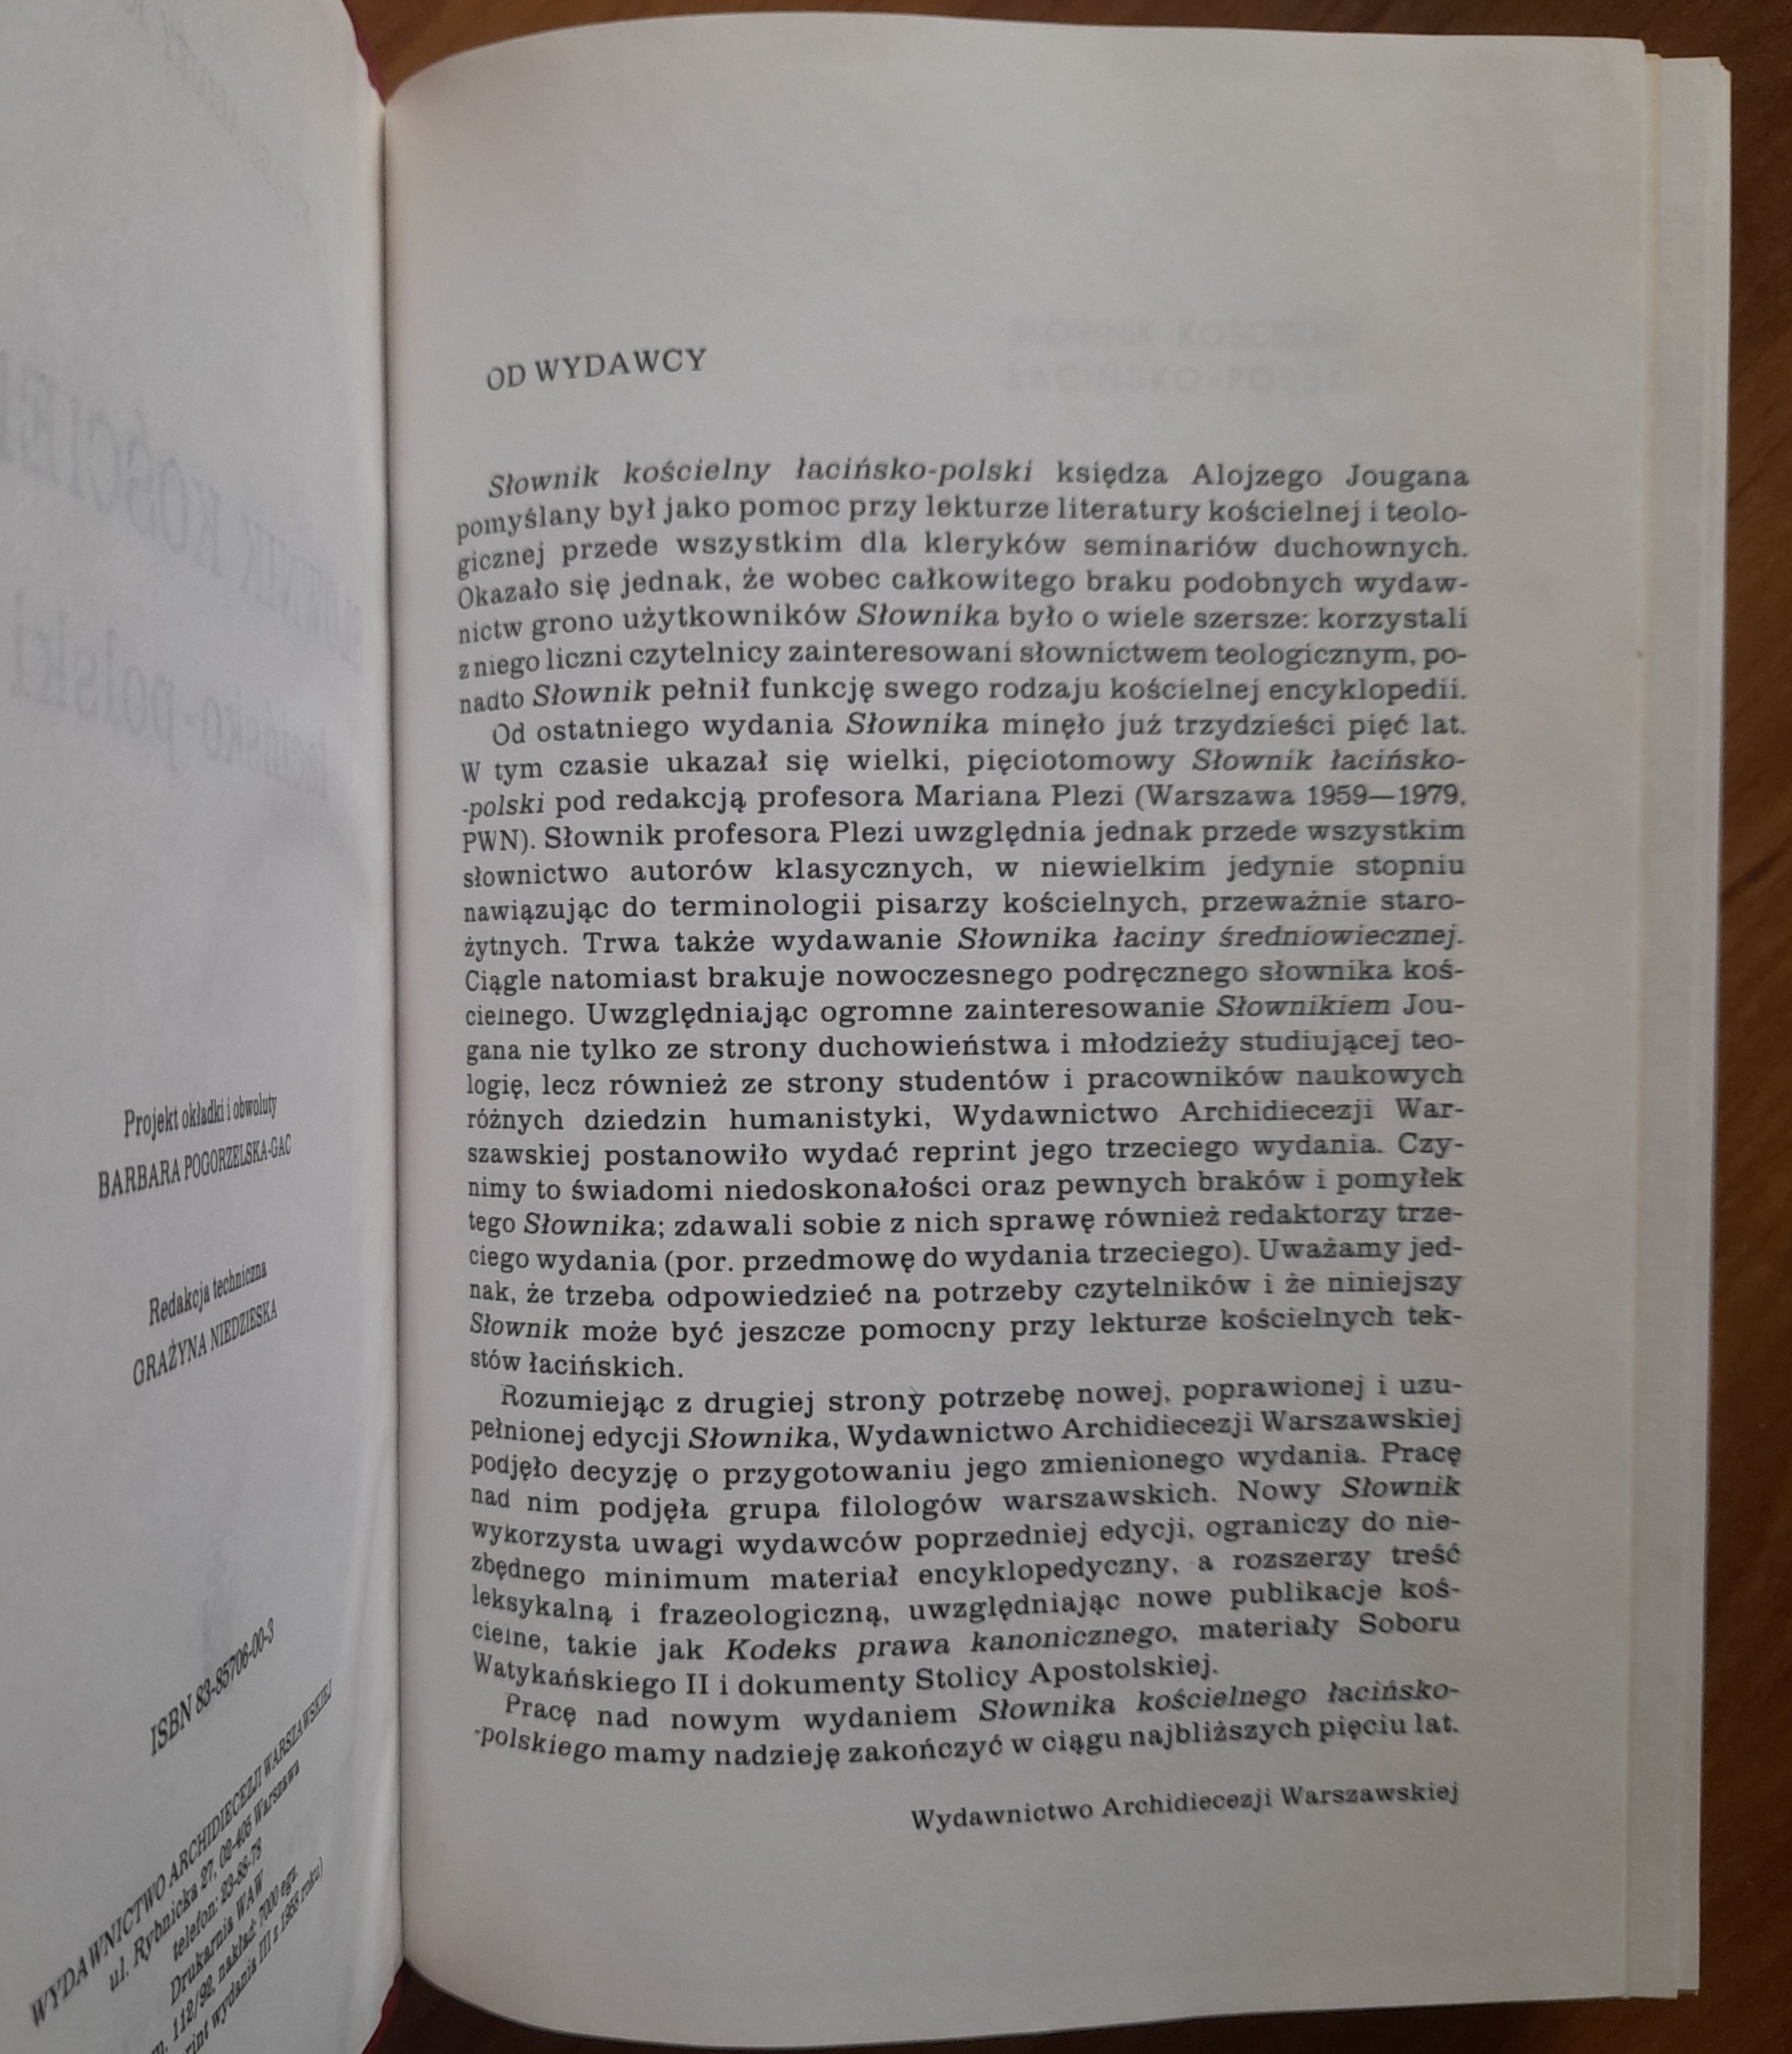 Projekt okładki i obwoluty
BARBARA POGORZELSKA-GAC
Redakcja techniczna
GRAŻYNA NIEDZIESKA
ISBN 83-85706-00-3
WYDAWNICTWO ARCHIDIECEZJI WARSZAWSKIEJ
ul. Rybnicka 27, 02-405 Warszawa
telefon: 23-88-78
Drukarnia WAW
112/92, nakład: 7000 egz.
wydania III z 1958 roku)
OD WYDAWCY
Słownik kościelny łacińsko-polski księdza Alojzego Jougana
pomyślany był jako pomoc przy lekturze literatury kościelnej i teolo-
gicznej przede wszystkim dla kleryków seminariów duchownych.
Okazało się jednak, że wobec całkowitego braku podobnych wydaw-
nictw grono użytkowników Słownika było o wiele szersze: korzystali
z niego liczni czytelnicy zainteresowani słownictwem teologicznym, po-
nadto Słownik pełnił funkcję swego rodzaju kościelnej encyklopedii.
Od ostatniego wydania Słownika minęło już trzydzieści pięć lat.
W tym czasie ukazał się wielki, pięciotomowy Słownik łacińsko-
-polski pod redakcją profesora Mariana Plezi (Warszawa 1959—1979,
PWN). Słownik profesora Plezi uwzględnia jednak przede wszystkim
słownictwo autorów klasycznych, w niewielkim jedynie stopniu
nawiązując do terminologii pisarzy kościelnych, przeważnie staro-
żytnych. Trwa także wydawanie Słownika łaciny średniowiecznej.
Ciągle natomiast brakuje nowoczesnego podręcznego słownika koś-
cielnego. Uwzględniając ogromne zainteresowanie Słownikiem Jou-
gana nie tylko ze strony duchowieństwa i młodzieży studiującej teo-
logię, lecz również ze strony studentów i pracowników naukowych
różnych dziedzin humanistyki, Wydawnictwo Archidiecezji War-
szawskiej postanowiło wydać reprint jego trzeciego wydania. Czy-
nimy to świadomi niedoskonałości oraz pewnych braków i pomyłek
tego Słownika; zdawali sobie z nich sprawę również redaktorzy trze-
ciego wydania (por. przedmowę do wydania trzeciego). Uważamy jed-
nak, że trzeba odpowiedzieć na potrzeby czytelników i że niniejszy
Słownik może być jeszcze pomocny przy lekturze kościelnych tek-
stów łacińskich.
Rozumiejąc z drugiej strony potrzebę nowej, poprawionej i uzu-
pełnionej edycji Słownika, Wydawnictwo Archidiecezji Warszawskiej
podjęło decyzję o przygotowaniu jego zmienionego wydania. Pracę
nad nim podjęła grupa filologów warszawskich. Nowy Słownik
wykorzysta uwagi wydawców poprzedniej edycji, ograniczy do nie-
zbędnego minimum materiał encyklopedyczny, a rozszerzy treść
leksykalną i frazeologiczną, uwzględniając nowe publikacje koś-
cielne, takie jak Kodeks prawa kanonicznego, materiały Soboru
Watykańskiego II i dokumenty Stolicy Apostolskiej.
Pracę nad nowym wydaniem Słownika kościelnego łacińsko-
-polskiego mamy nadzieję zakończyć w ciągu najbliższych pięciu lat.
Wydawnictwo Archidiecezji Warszawskiej